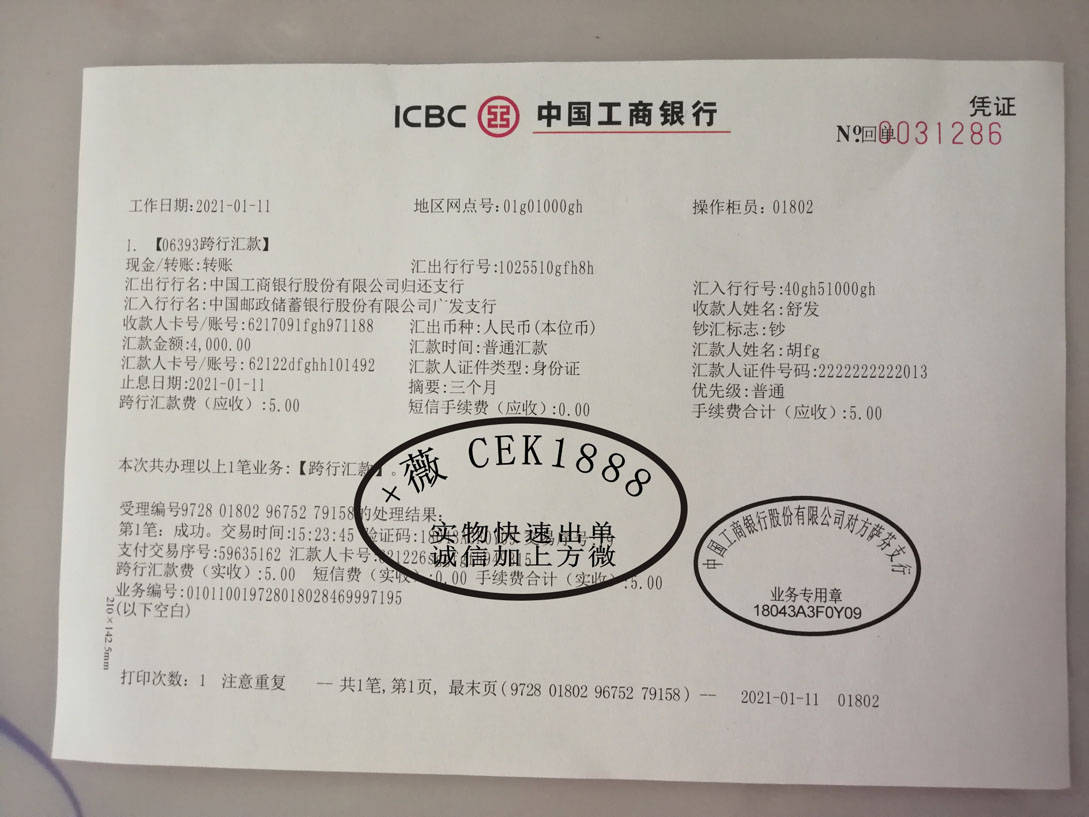 ICBC 中国工商银行
凭证
№回单0031286
工作日期:2021-01-11 地区网点号:01g01000gh 操作柜员: 01802
1. 【06393跨行汇款】
现金/转账:转账 汇出行行号:1025510gfh8h
汇出行行名:中国工商银行股份有限公司归还支行 汇入行行号:40gh51000gh
汇入行行名:中国邮政储蓄银行股份有限公司广发支行 收款人姓名:舒发
收款人卡号/账号:6217091fgh971188 汇出币种:人民币(本位币) 钞汇标志:钞
汇款金额:4,000.00 汇款时间:普通汇款 汇款人姓名:胡fg
汇款人卡号/账号:62122dfghh101492 汇款人证件类型:身份证 汇款人证件号码:2222222222013
止息日期:2021-01-11 摘要:三个月 优先级:普通
跨行汇款费（应收）:5.00 短信手续费（应收）:0.00 手续费合计（应收）:5.00
本次共办理以上1笔业务:【跨行汇款】。
受理编号9728 01802 96752 79158的处理结果:
第1笔: 成功。交易时间:15:23:45 验证码:
支付交易序号:59635162 汇款人卡号:
跨行汇款费（实收）:5.00 短信费（实收）:0.00 手续费合计（实收）:5.00
业务编号:010110019728018028469997195
(以下空白)
+薇 CEK1888
实物快速出单
诚信加上方微
中国工商银行股份有限公司对方萨芬支行
业务专用章
18043A3F0Y09
210×142.5mm
打印次数: 1 注意重复 -- 共1笔,第1页, 最末页(9728 01802 96752 79158) -- 2021-01-11 01802